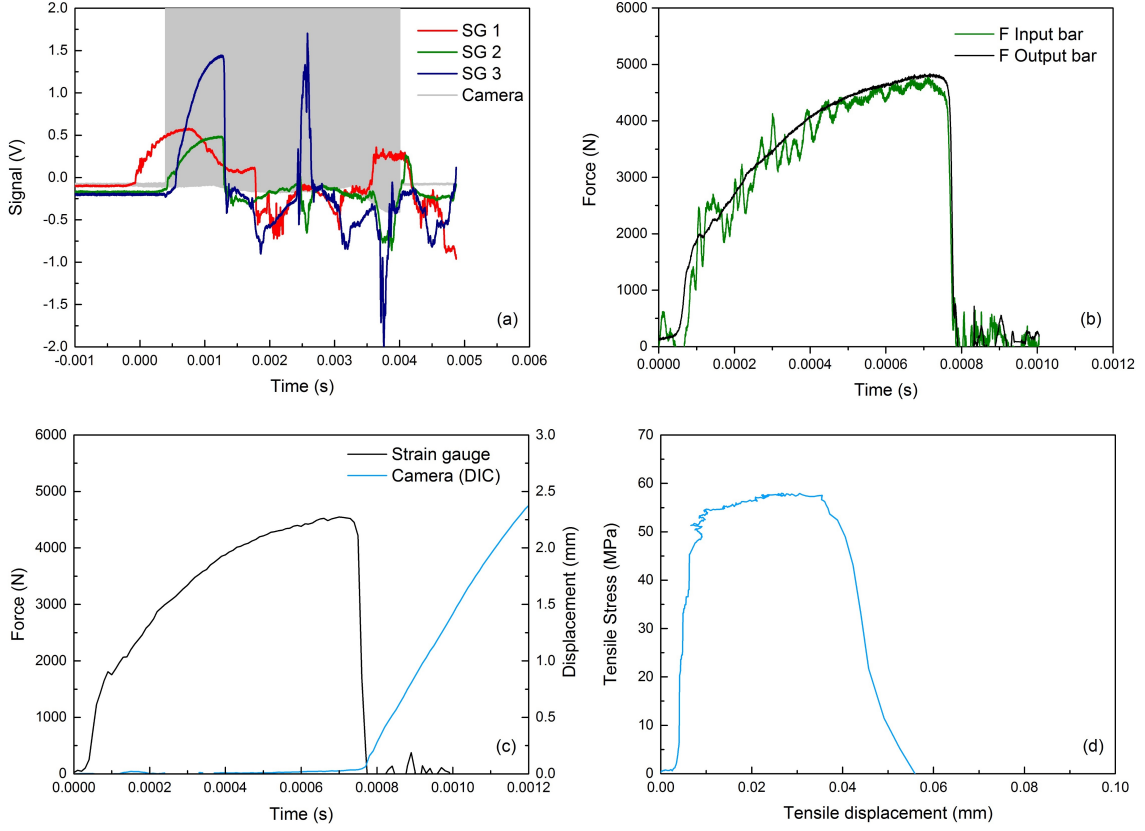 2.0
1.5
1.0
0.5
0.0
-0.5
-1.0
-1.5
-2.0
Signal (V)
SG 1
SG 2
SG 3
Camera
(a)
-0.001 0.000 0.001 0.002 0.003 0.004 0.005 0.006
Time (s)
6000
5000
4000
3000
2000
1000
0
Force (N)
F Input bar
F Output bar
(b)
0.0000 0.0002 0.0004 0.0006 0.0008 0.0010 0.0012
Time (s)
6000
5000
4000
3000
2000
1000
0
Force (N)
Strain gauge
Camera (DIC)
3.0
2.5
2.0
1.5
1.0
0.5
0.0
Displacement (mm)
(c)
0.0000 0.0002 0.0004 0.0006 0.0008 0.0010 0.0012
Time (s)
70
60
50
40
30
20
10
0
Tensile Stress (MPa)
(d)
0.00 0.02 0.04 0.06 0.08 0.10
Tensile displacement (mm)